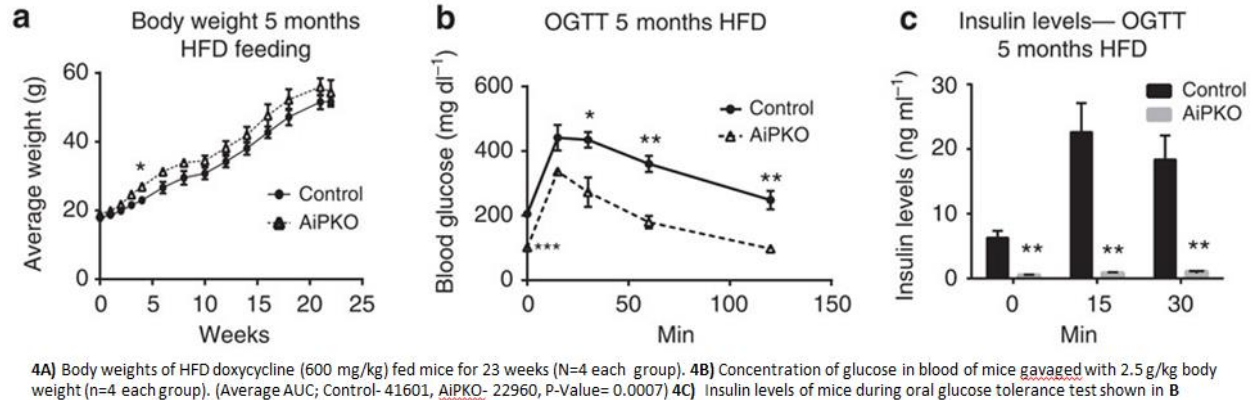 a
Body weight 5 months
HFD feeding
Average weight (g)
60
40
20
0
*
Control
AiPKO
0 5 10 15 20 25
Weeks
b
OGTT 5 months HFD
Blood glucose (mg dl⁻¹)
600
400
200
0
*
**
**
***
Control
AiPKO
0 50 100 150
Min
c
Insulin levels— OGTT
5 months HFD
Insulin levels (ng ml⁻¹)
30
20
10
0
Control
AiPKO
** ** **
0 15 30
Min
4A) Body weights of HFD doxycycline (600 mg/kg) fed mice for 23 weeks (N=4 each group). 4B) Concentration of glucose in blood of mice gavaged with 2.5 g/kg body
weight (n=4 each group). (Average AUC; Control- 41601, AiPKO- 22960, P-Value= 0.0007) 4C) Insulin levels of mice during oral glucose tolerance test shown in B